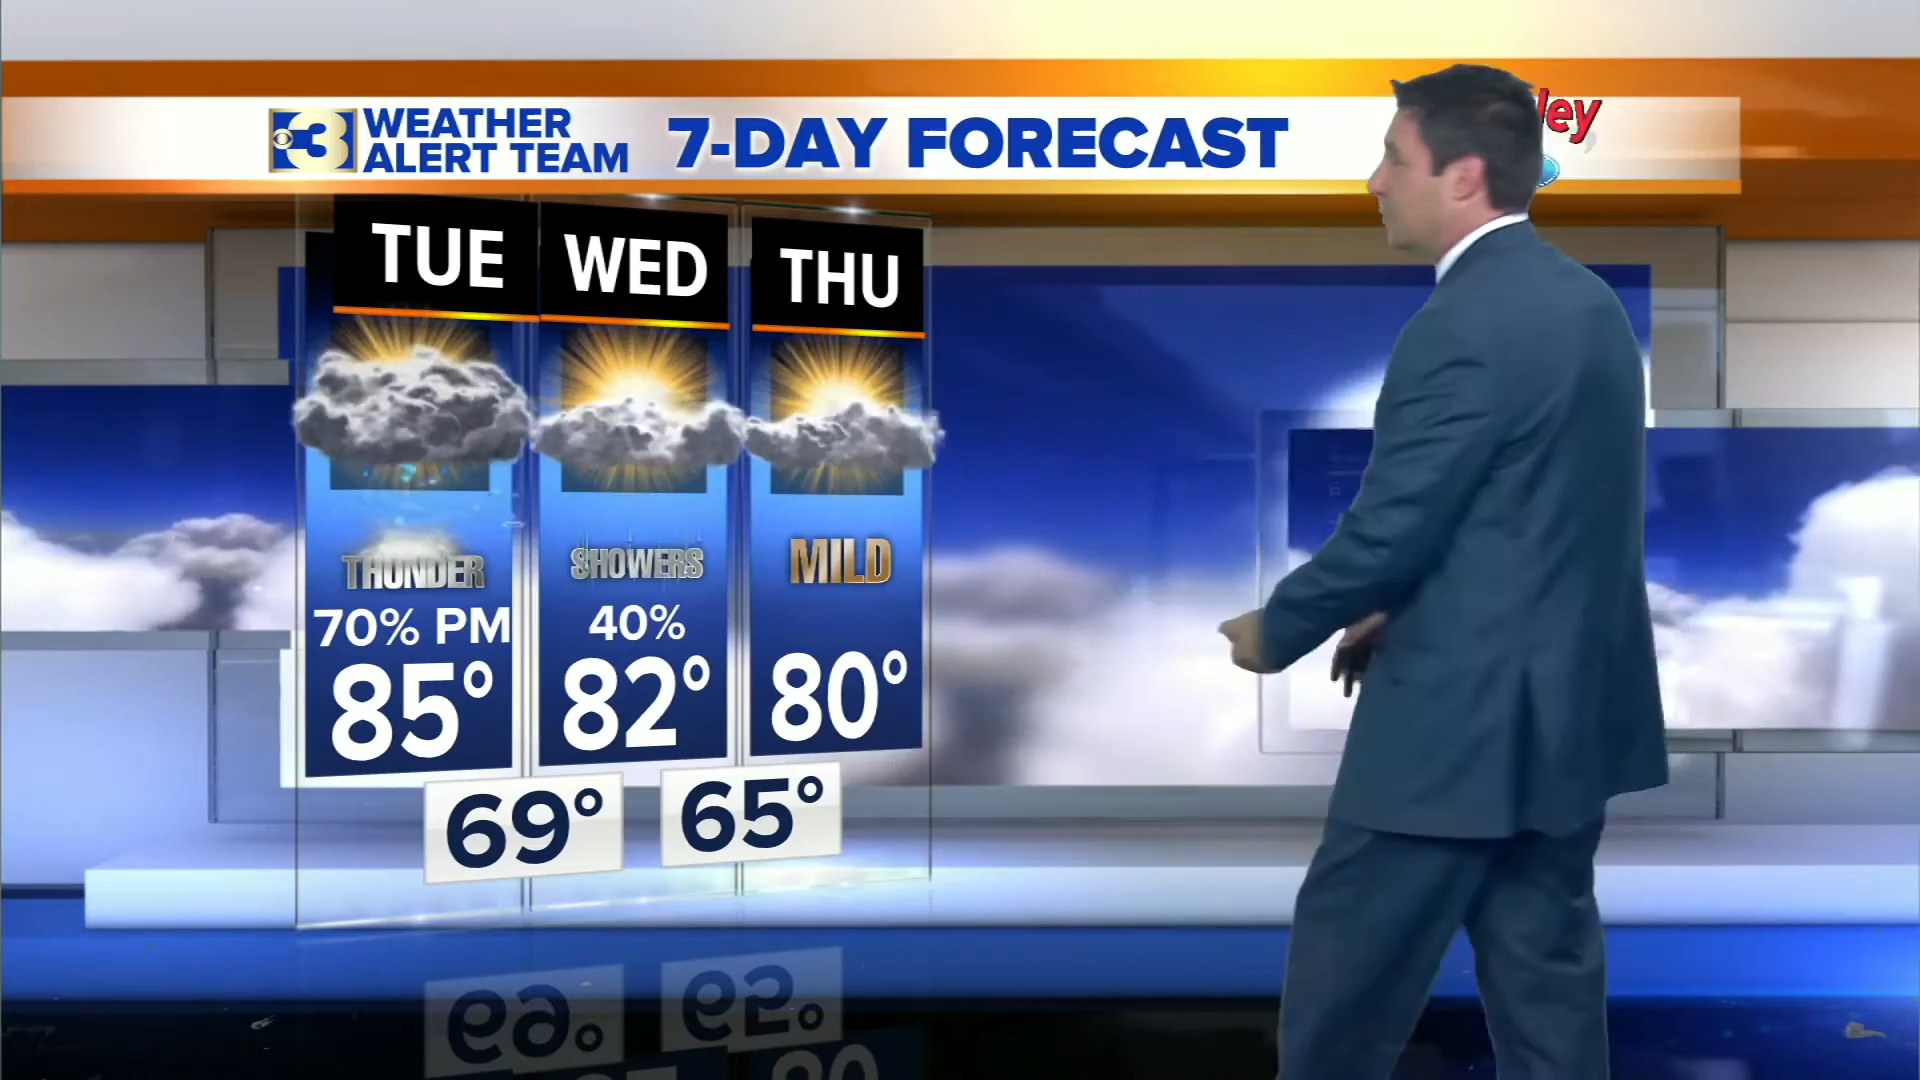 3 WEATHER
ALERT TEAM
7-DAY FORECAST
TUE WED THU
THUNDER SHOWERS MILD
70% PM 40%
85° 82° 80°
69° 65°